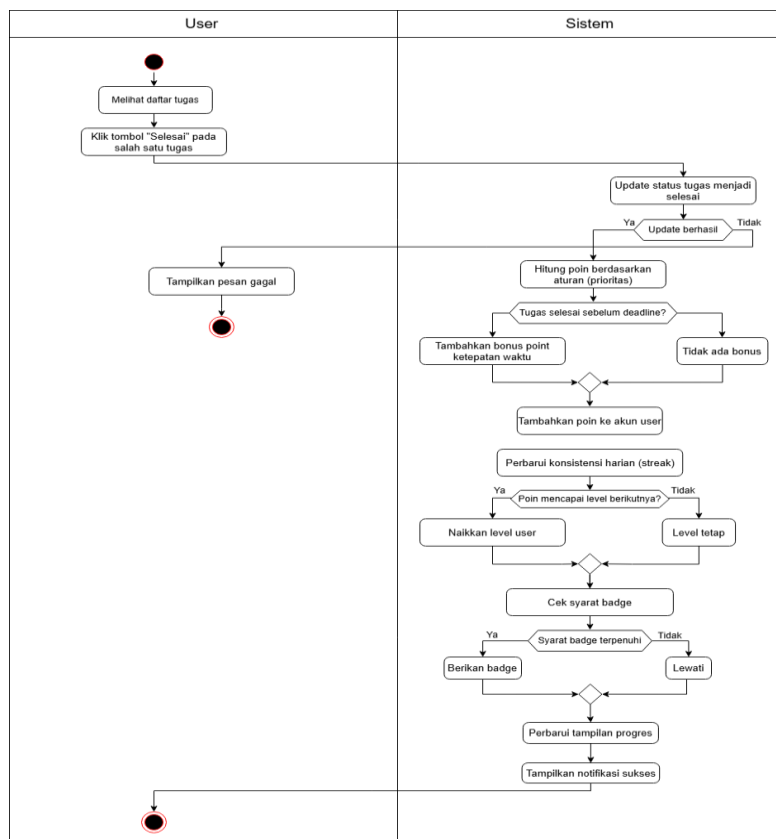 User
Sistem
Melihat daftar tugas
Klik tombol "Selesai" pada
salah satu tugas
Update status tugas menjadi
selesai
Ya
Update berhasil
Tidak
Tampilkan pesan gagal
Hitung poin berdasarkan
aturan (prioritas)
Tugas selesai sebelum deadline?
Tambahkan bonus point
ketepatan waktu
Tidak ada bonus
Tambahkan poin ke akun user
Perbarui konsistensi harian (streak)
Ya
Poin mencapai level berikutnya?
Tidak
Naikkan level user
Level tetap
Cek syarat badge
Ya
Syarat badge terpenuhi
Tidak
Berikan badge
Lewati
Perbarui tampilan progres
Tampilkan notifikasi sukses